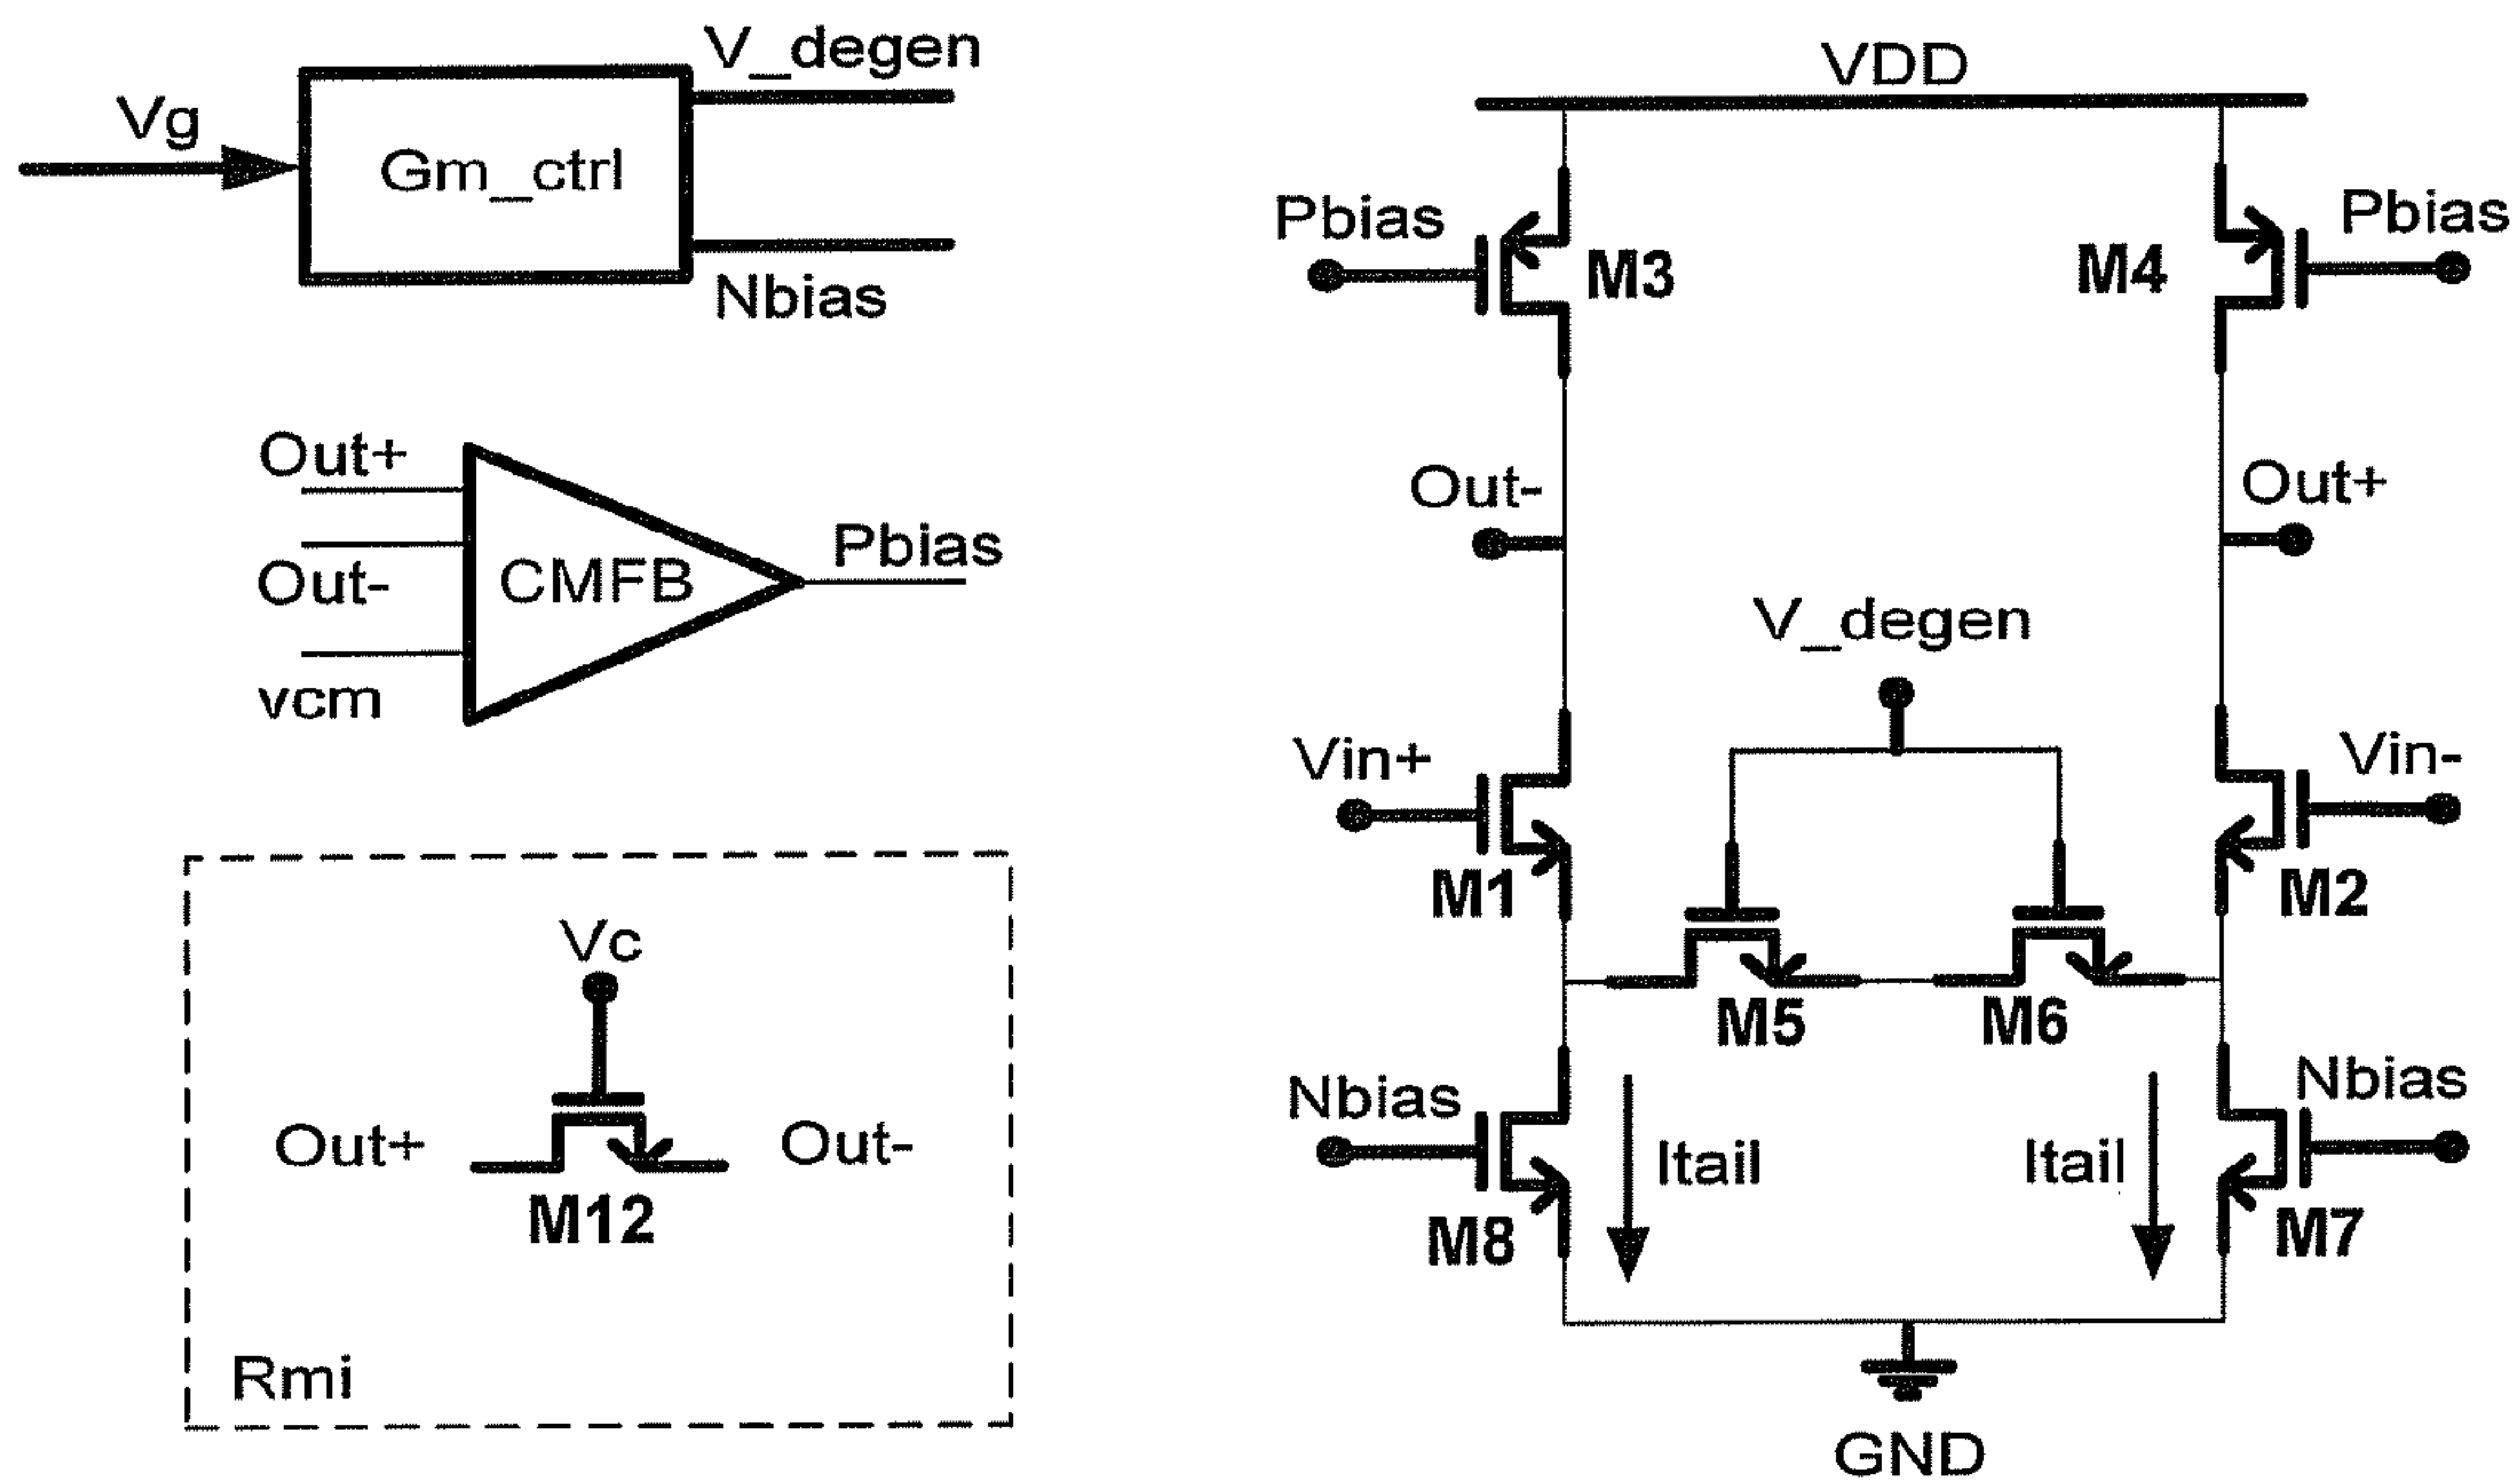 V_degen
Vg
Gm_ctrl
Nbias
Out+
Out-
vcm
CMFB
Pbias
Vc
Out+
Out-
M12
Rmi
VDD
Pbias
M3
M4
Pbias
Out-
Out+
V_degen
Vin+
M1
Vin-
M2
M5
M6
Nbias
M8
Itail
Itail
Nbias
M7
GND